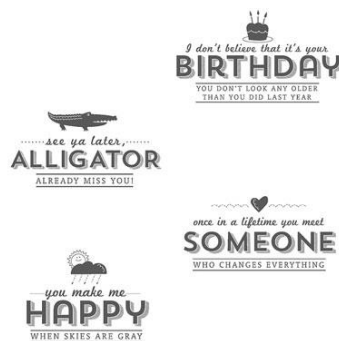 I don't believe that it's your
BIRTHDAY
YOU DON'T LOOK ANY OLDER
THAN YOU DID LAST YEAR
see ya later,
ALLIGATOR
ALREADY MISS YOU!
once in a lifetime you meet
SOMEONE
WHO CHANGES EVERYTHING
you make me
HAPPY
WHEN SKIES ARE GRAY